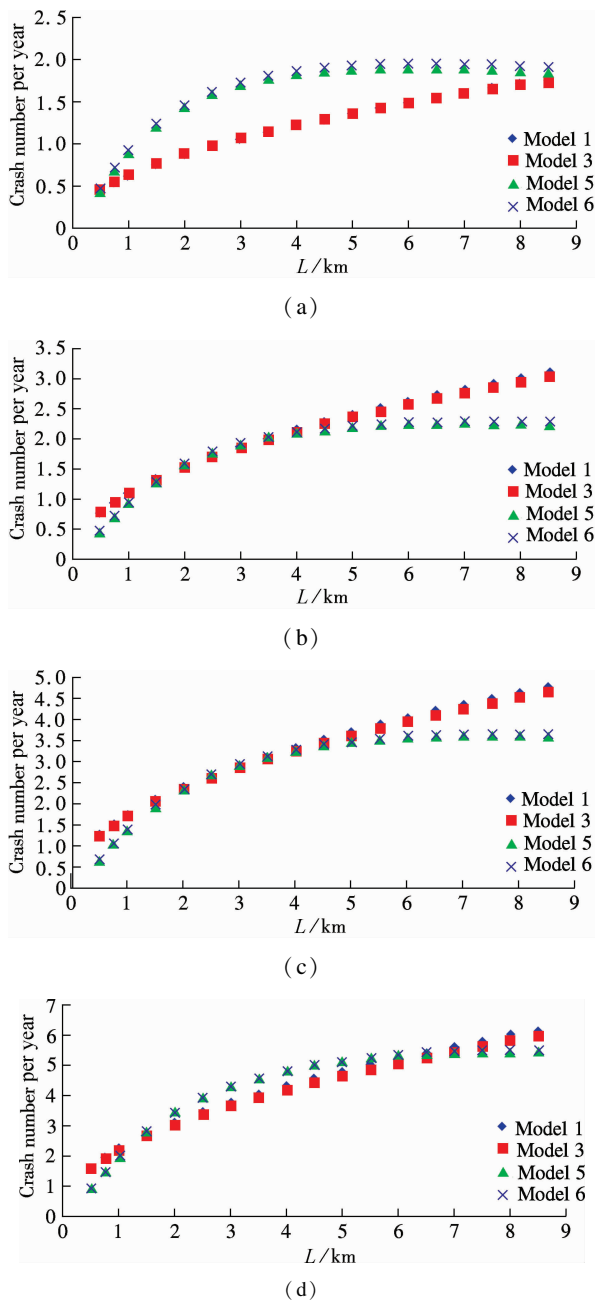 Crash number per year
2.5
2.0
1.5
1.0
0.5
0
0 1 2 3 4 5 6 7 8 9
L/km
Model 1
Model 3
Model 5
Model 6
(a)
Crash number per year
3.5
3.0
2.5
2.0
1.5
1.0
0.5
0
0 1 2 3 4 5 6 7 8 9
L/km
Model 1
Model 3
Model 5
Model 6
(b)
Crash number per year
5.0
4.5
4.0
3.5
3.0
2.5
2.0
1.5
1.0
0.5
0
0 1 2 3 4 5 6 7 8 9
L/km
Model 1
Model 3
Model 5
Model 6
(c)
Crash number per year
7
6
5
4
3
2
1
0
0 1 2 3 4 5 6 7 8 9
L/km
Model 1
Model 3
Model 5
Model 6
(d)